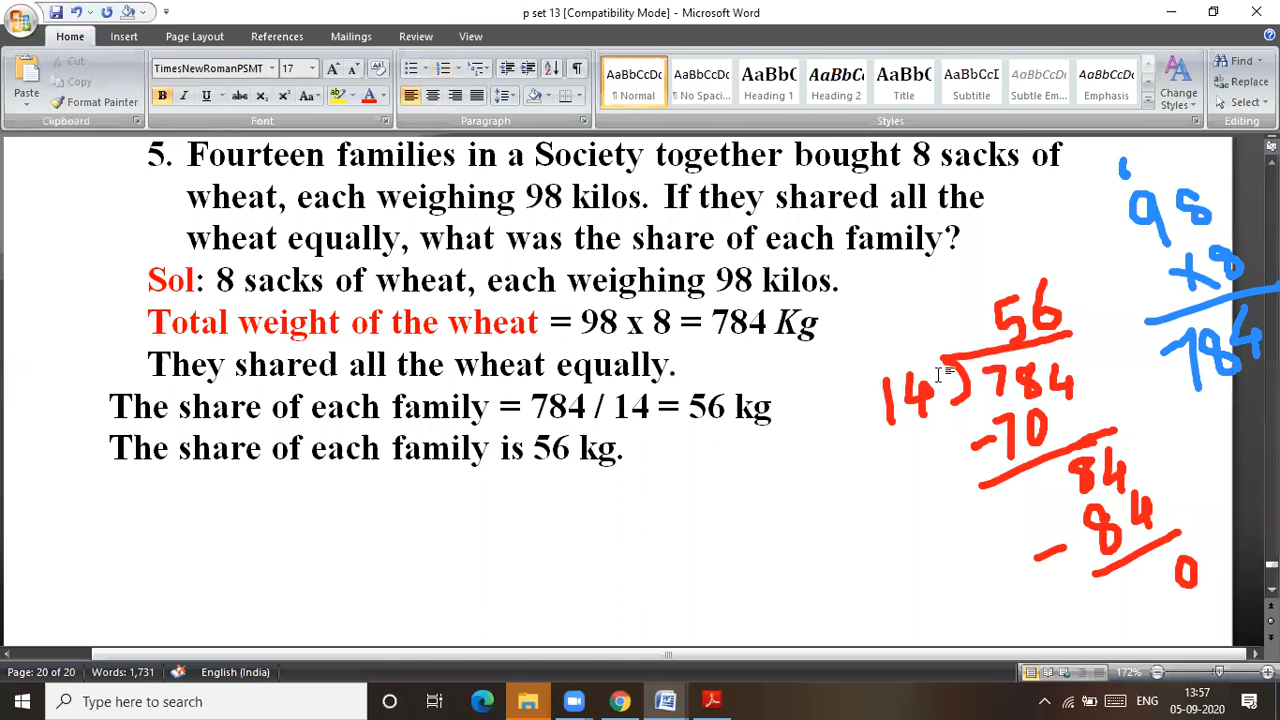 p set 13 [Compatibility Mode] - Microsoft Word
Home Insert Page Layout References Mailings Review View
Paste Cut Copy Format Painter
Clipboard
TimesNewRomanPSMT 17
Font
Paragraph
AaBbCcDc AaBbCcDc AaBbC AaBbCc AaBbCc AaBbCcI AaBbCcDc AaBbCcDc
¶ Normal ¶ No Spaci... Heading 1 Heading 2 Title Subtitle Subtle Em... Emphasis
Change Styles
Styles
Find Replace Select
Editing
5. Fourteen families in a Society together bought 8 sacks of
wheat, each weighing 98 kilos. If they shared all the
wheat equally, what was the share of each family?
Sol: 8 sacks of wheat, each weighing 98 kilos.
Total weight of the wheat = 98 x 8 = 784 Kg
They shared all the wheat equally.
The share of each family = 784 / 14 = 56 kg
The share of each family is 56 kg.
6
98
x8
784
56
14)784
-70
84
- 84
0
Page: 20 of 20 Words: 1,731 English (India) 172%
Type here to search
ENG
13:57
05-09-2020